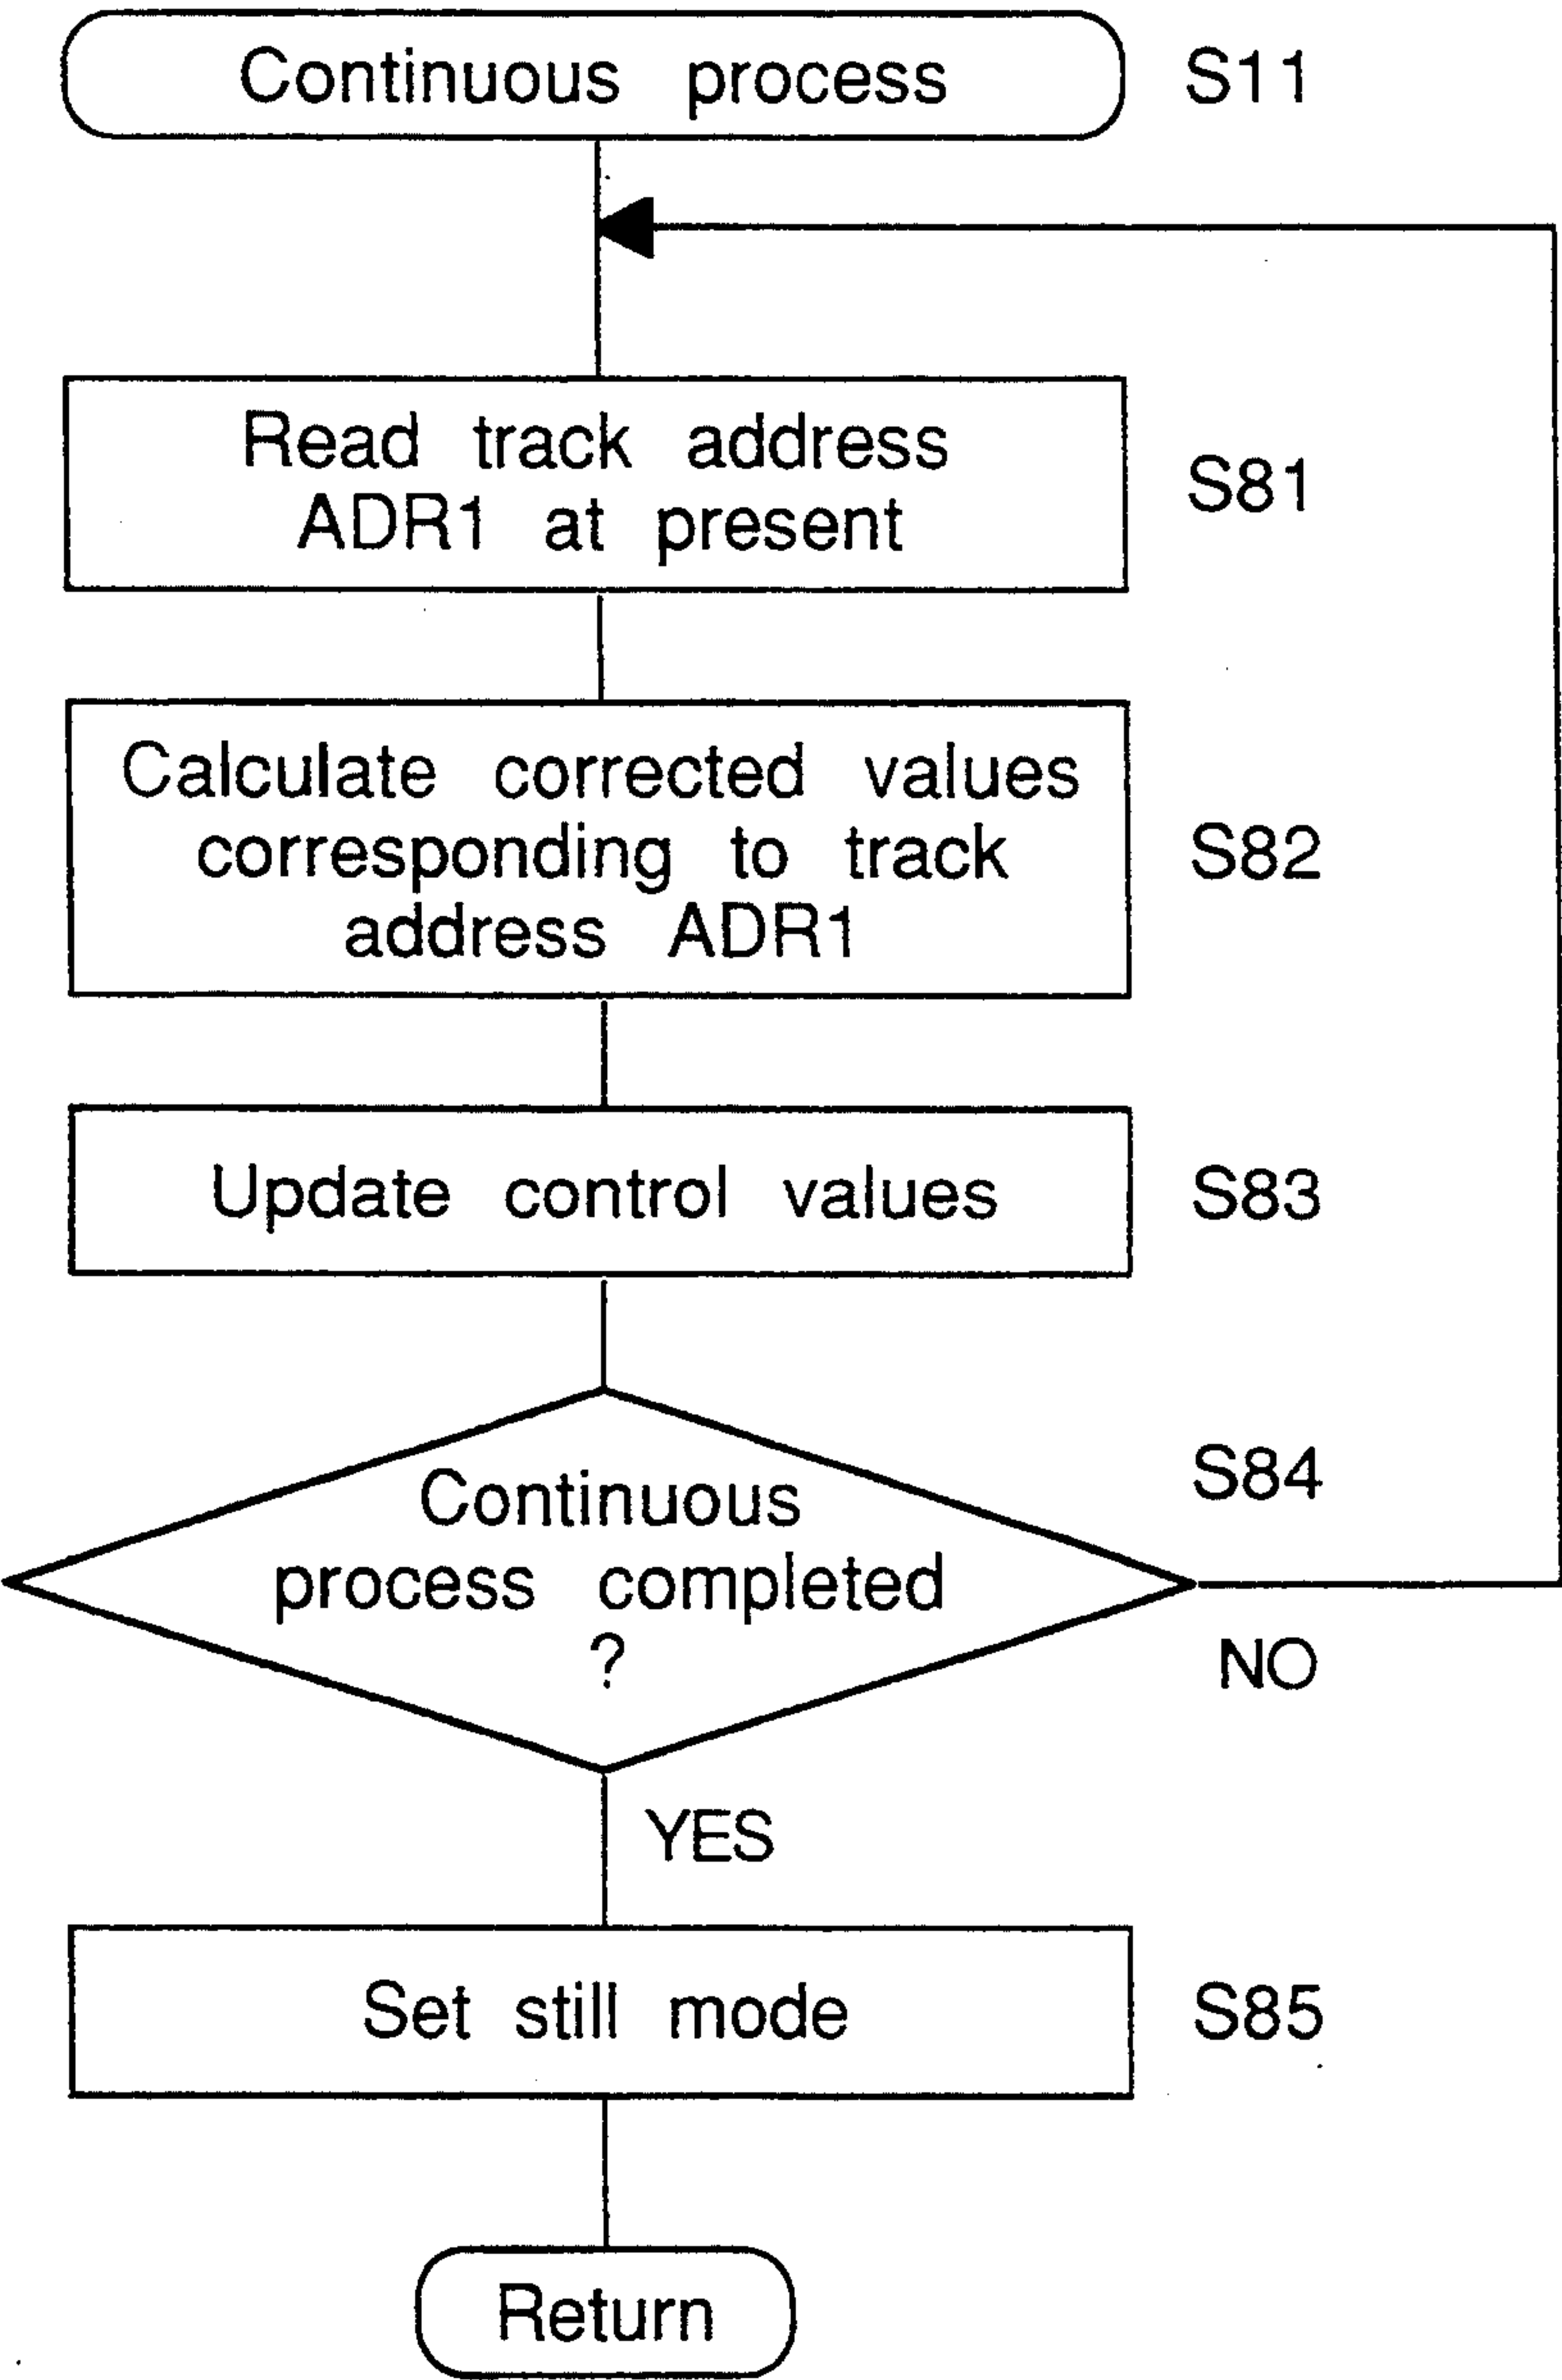 Continuous process S11
Read track address
ADR1 at present
S81
Calculate corrected values
corresponding to track
address ADR1
S82
Update control values S83
Continuous
process completed
?
S84
NO
YES
Set still mode S85
Return